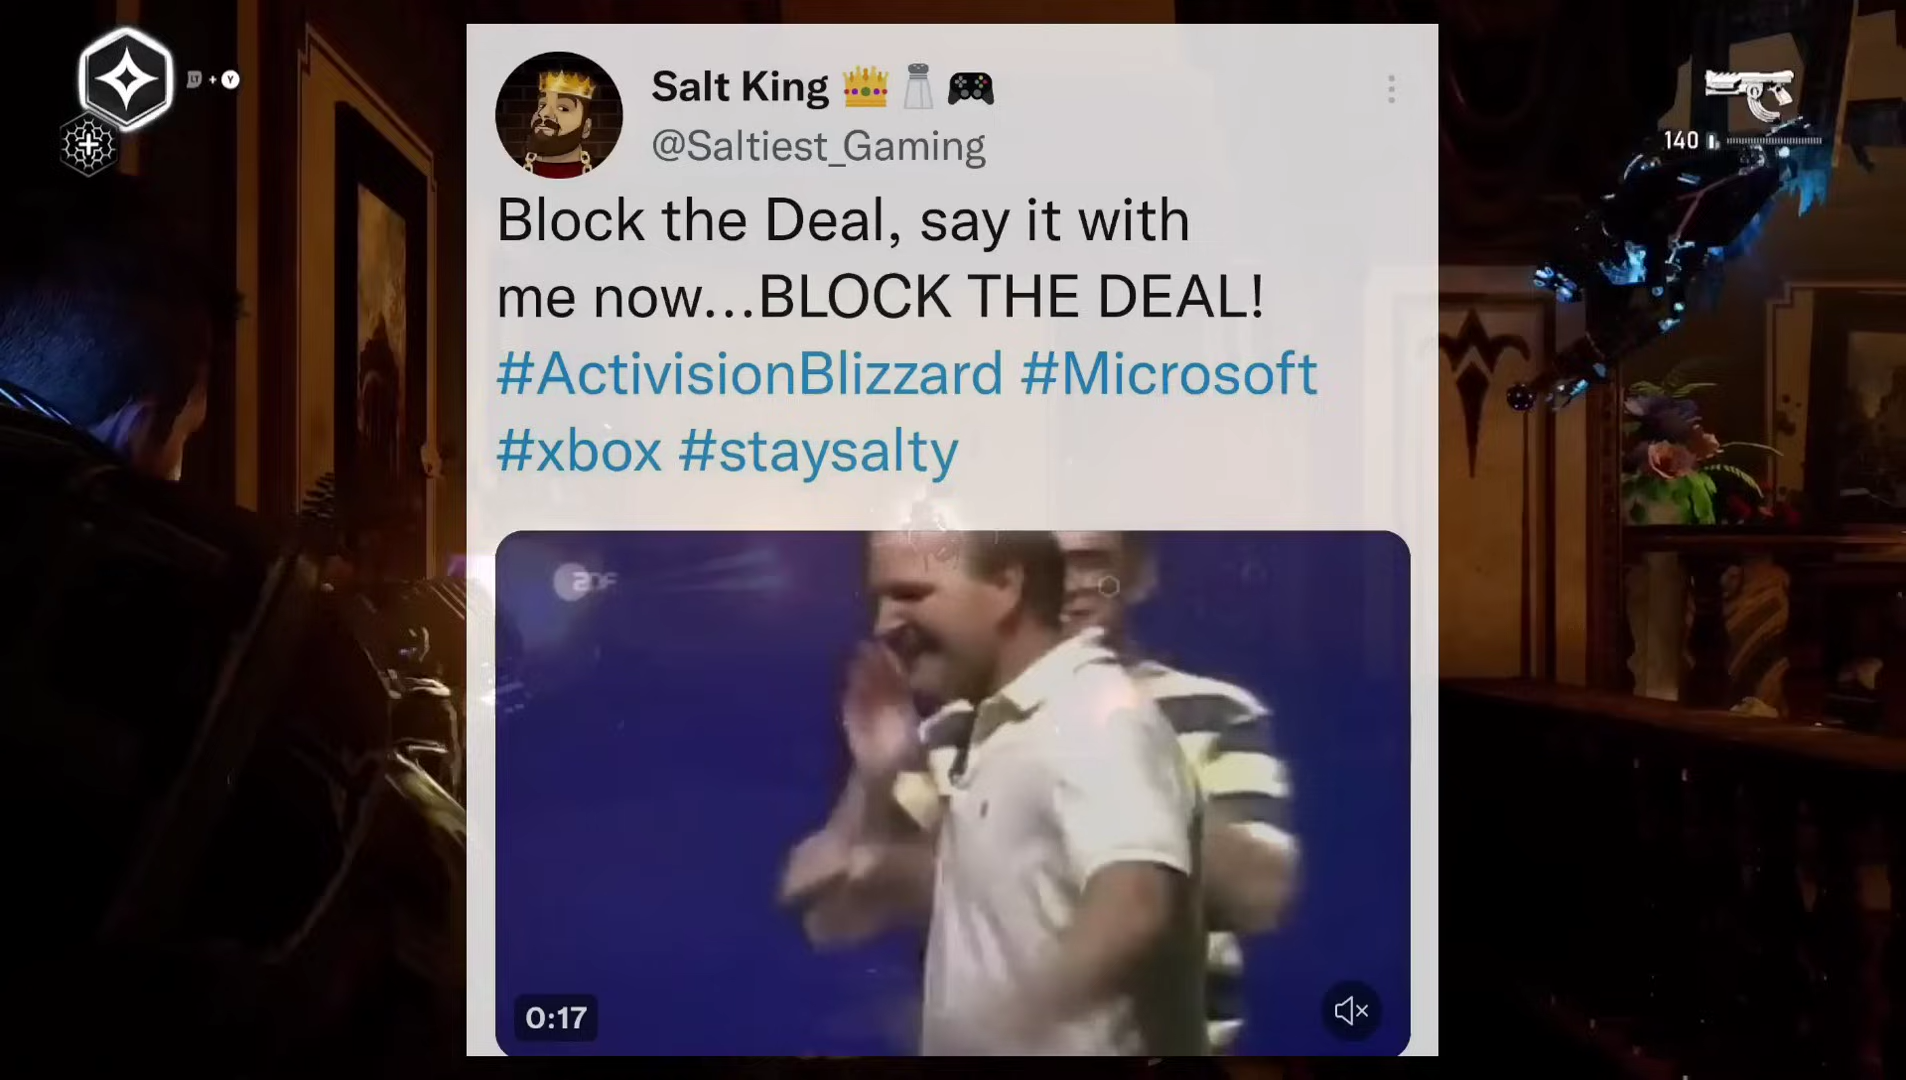 LT + Y
140
Salt King 👑🧂🎮
@Saltiest_Gaming
Block the Deal, say it with
me now...BLOCK THE DEAL!
#ActivisionBlizzard #Microsoft
#xbox #staysalty
ZDF
0:17